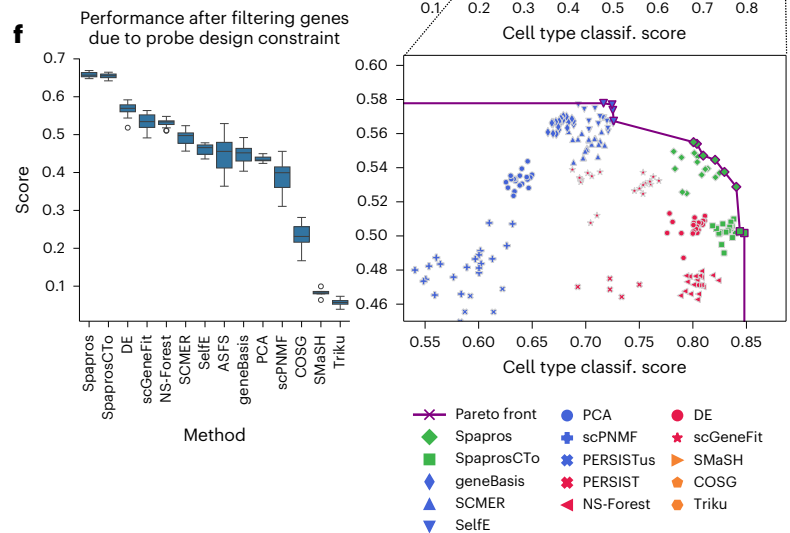 f
Performance after filtering genes
due to probe design constraint
0.7
0.6
0.5
0.4
0.3
0.2
0.1
Score
Spapros
SpaprosCTo
DE
scGeneFit
NS-Forest
SCMER
SelfE
ASFS
geneBasis
PCA
scPNMF
COSG
SMaSH
Triku
Method
0.1 0.2 0.3 0.4 0.5 0.6 0.7 0.8
Cell type classif. score
0.60
0.58
0.56
0.54
0.52
0.50
0.48
0.46
0.55 0.60 0.65 0.70 0.75 0.80 0.85
Cell type classif. score
Pareto front
Spapros
SpaprosCTo
geneBasis
SCMER
SelfE
PCA
scPNMF
PERSISTus
PERSIST
NS-Forest
DE
scGeneFit
SMaSH
COSG
Triku